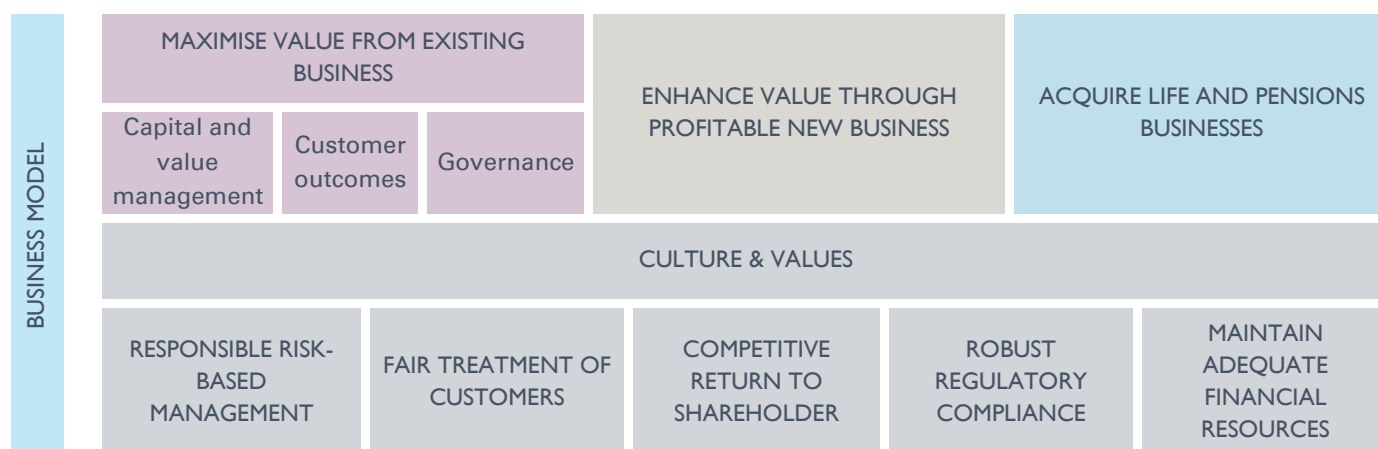 BUSINESS MODEL
MAXIMISE VALUE FROM EXISTING
BUSINESS
Capital and
value
management
Customer
outcomes
Governance
ENHANCE VALUE THROUGH
PROFITABLE NEW BUSINESS
ACQUIRE LIFE AND PENSIONS
BUSINESSES
CULTURE & VALUES
RESPONSIBLE RISK-
BASED
MANAGEMENT
FAIR TREATMENT OF
CUSTOMERS
COMPETITIVE
RETURN TO
SHAREHOLDER
ROBUST
REGULATORY
COMPLIANCE
MAINTAIN
ADEQUATE
FINANCIAL
RESOURCES